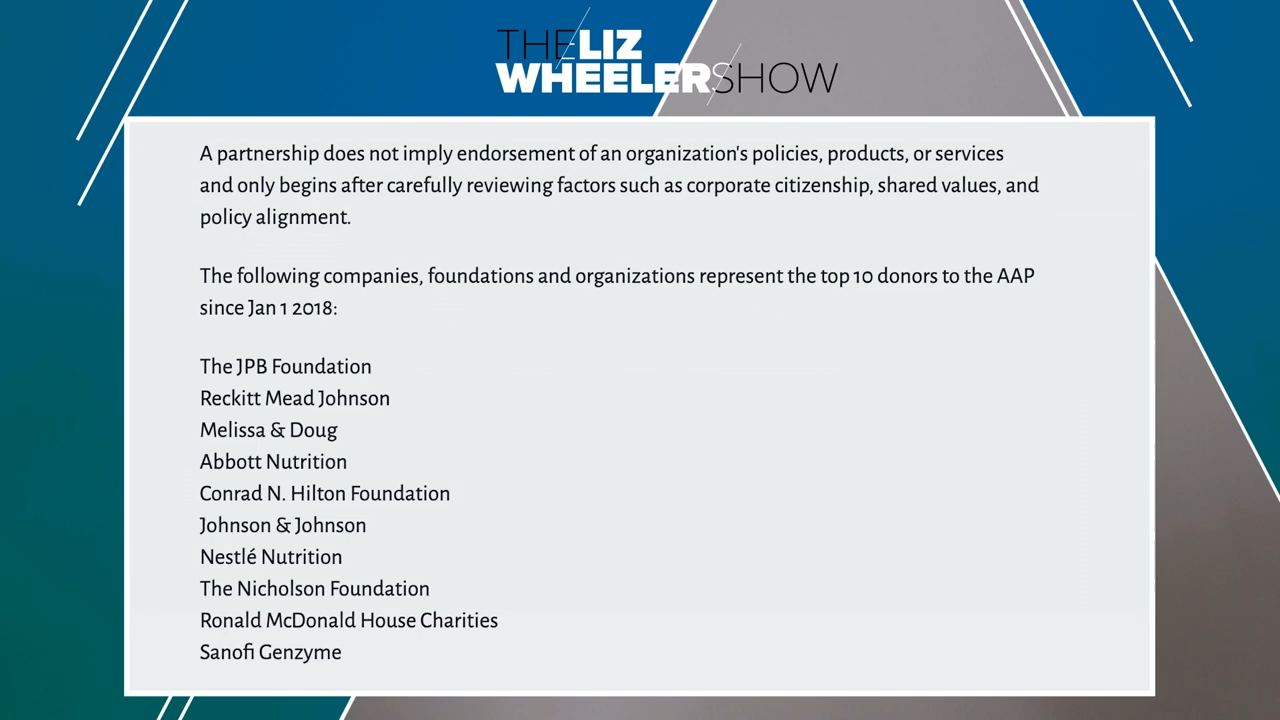 THE LIZ
WHEELER SHOW
A partnership does not imply endorsement of an organization's policies, products, or services
and only begins after carefully reviewing factors such as corporate citizenship, shared values, and
policy alignment.
The following companies, foundations and organizations represent the top 10 donors to the AAP
since Jan 1 2018:
The JPB Foundation
Reckitt Mead Johnson
Melissa & Doug
Abbott Nutrition
Conrad N. Hilton Foundation
Johnson & Johnson
Nestlé Nutrition
The Nicholson Foundation
Ronald McDonald House Charities
Sanofi Genzyme